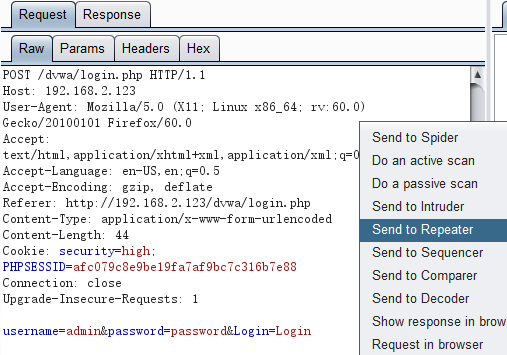 Request Response
Raw Params Headers Hex
POST /dvwa/login.php HTTP/1.1
Host: 192.168.2.123
User-Agent: Mozilla/5.0 (X11; Linux x86_64; rv:60.0)
Gecko/20100101 Firefox/60.0
Accept:
text/html,application/xhtml+xml,application/xml;q=0
Accept-Language: en-US,en;q=0.5
Accept-Encoding: gzip, deflate
Referer: http://192.168.2.123/dvwa/login.php
Content-Type: application/x-www-form-urlencoded
Content-Length: 44
Cookie: security=high;
PHPSESSID=afc079c8e9be19fa7af9bc7c316b7e88
Connection: close
Upgrade-Insecure-Requests: 1
username=admin&password=password&Login=Login
Send to Spider
Do an active scan
Do a passive scan
Send to Intruder
Send to Repeater
Send to Sequencer
Send to Comparer
Send to Decoder
Show response in brow
Request in browser